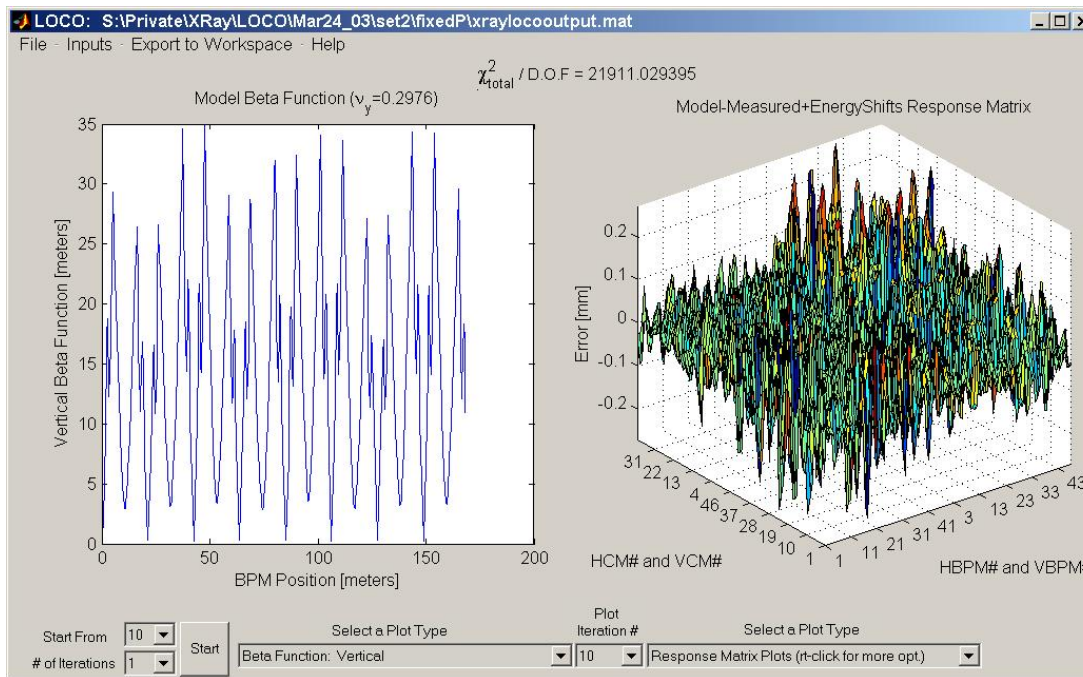 LOCO: S:\Private\XRay\LOCO\Mar24_03\set2\fixedP\xraylocooutput.mat
File Inputs Export to Workspace Help
χ²total / D.O.F = 21911.029395
Model Beta Function (νy=0.2976)
Model-Measured+EnergyShifts Response Matrix
Vertical Beta Function [meters]
35
30
25
20
15
10
5
0
0 50 100 150 200
BPM Position [meters]
Error [mm]
0.2
0.1
0
-0.1
-0.2
31 22 13 4 46 37 28 19 10 1
1 11 21 31 41 3 13 23 33 43
HCM# and VCM#
HBPM# and VBPM#
Start From 10
# of Iterations 1
Start
Select a Plot Type
Beta Function: Vertical
Plot
Iteration #
10
Select a Plot Type
Response Matrix Plots (rt-click for more opt.)